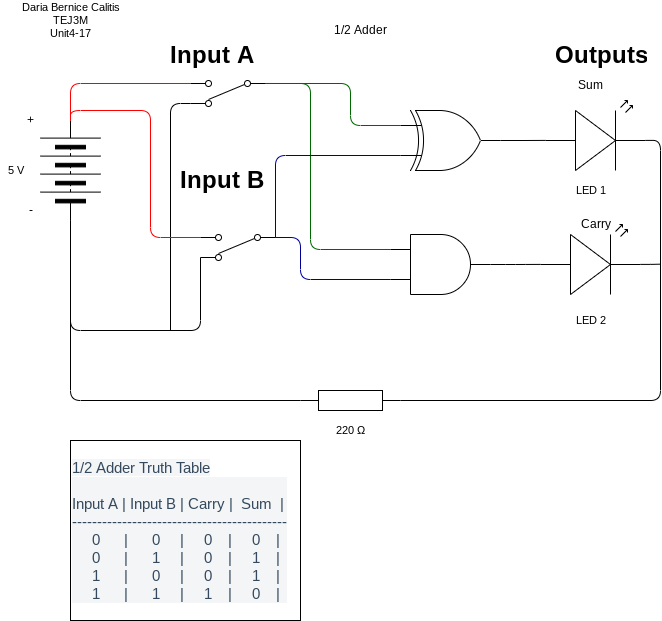 Daria Bernice Calitis
TEJ3M
Unit4-17
1/2 Adder
Input A
Outputs
Sum
+
5 V
-
Input B
LED 1
Carry
LED 2
220 Ω
1/2 Adder Truth Table
Input A | Input B | Carry | Sum |
-------------------------------------------
0 | 0 | 0 | 0 |
0 | 1 | 0 | 1 |
1 | 0 | 0 | 1 |
1 | 1 | 1 | 0 |